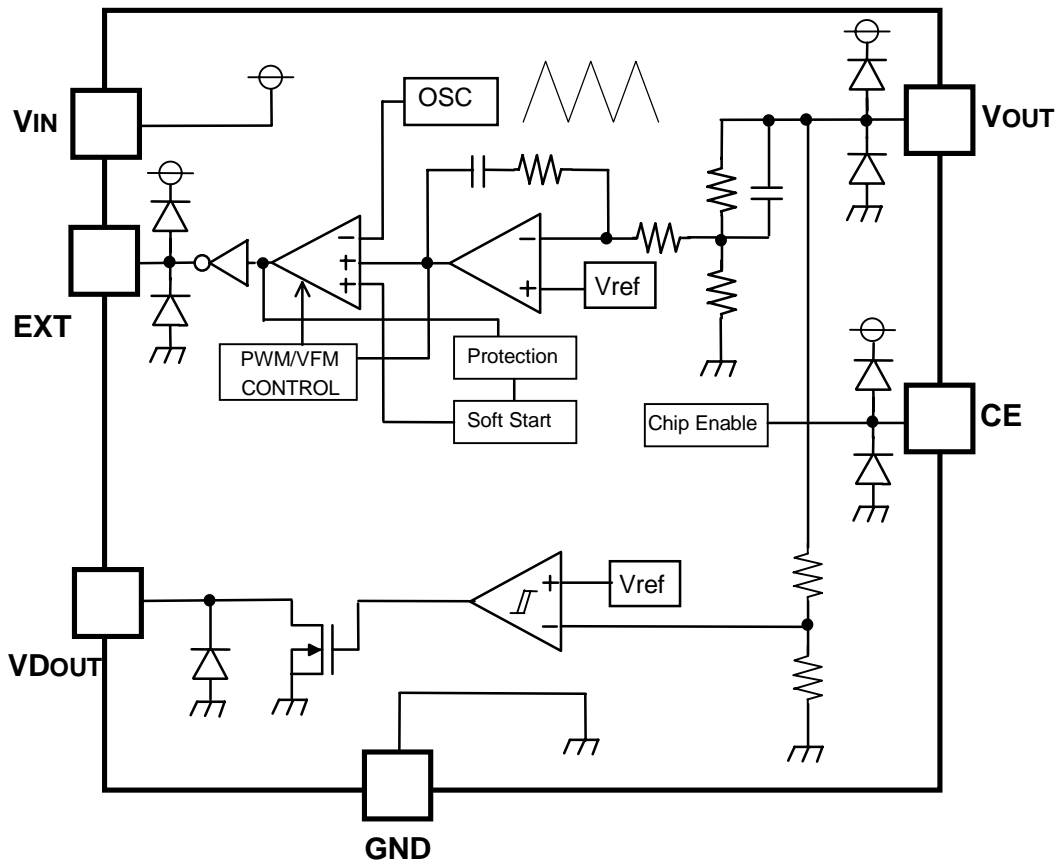 VIN
OSC
VOUT
−
+
+
−
+
Vref
EXT
PWM/VFM
CONTROL
Protection
Soft Start
Chip Enable
CE
+
−
Vref
VDOUT
GND